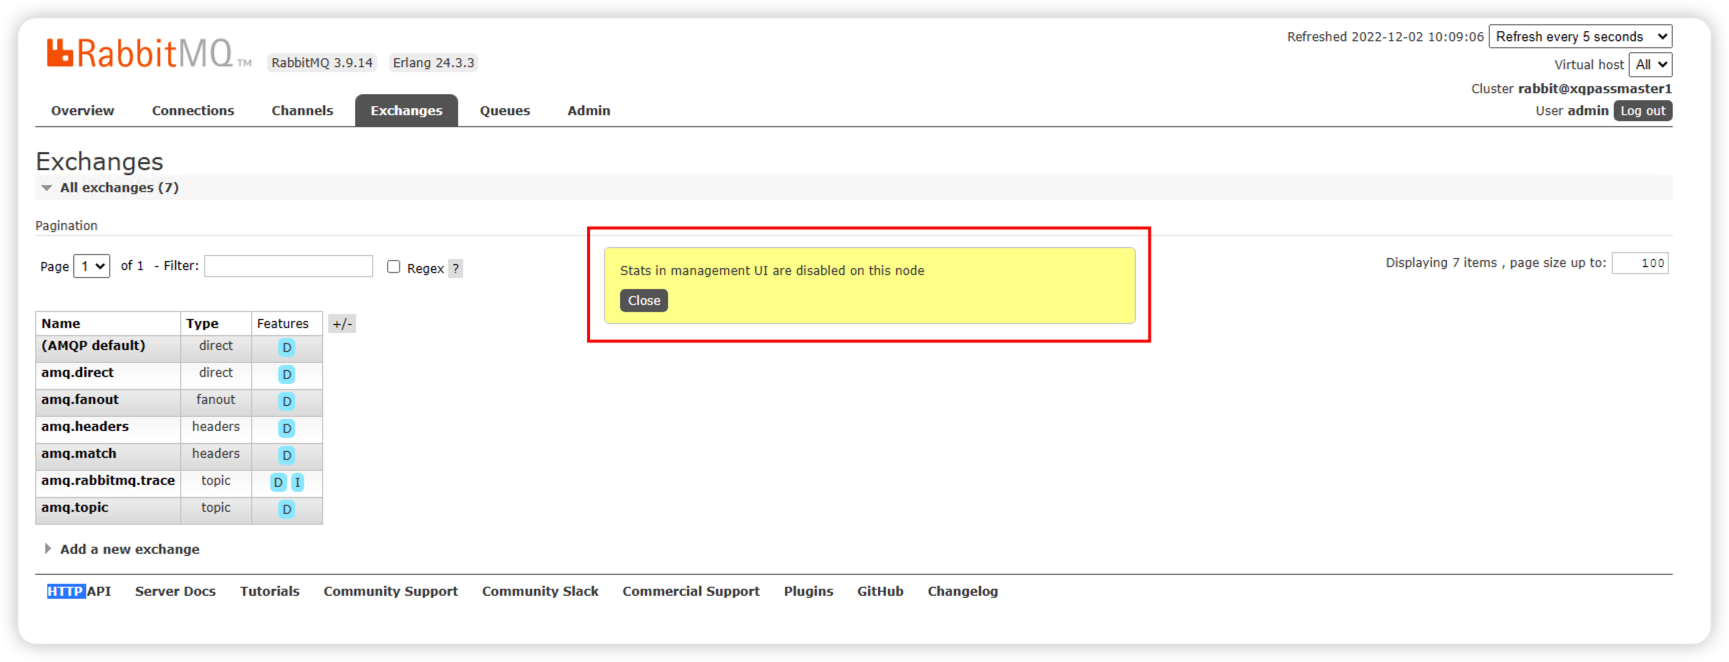 RabbitMQ TM RabbitMQ 3.9.14 Erlang 24.3.3
Refreshed 2022-12-02 10:09:06 Refresh every 5 seconds
Virtual host All
Cluster rabbit@xqpassmaster1
User admin Log out
Overview Connections Channels Exchanges Queues Admin
Exchanges
All exchanges (7)
Pagination
Page 1 of 1 - Filter: Regex ?
Displaying 7 items , page size up to: 100
Stats in management UI are disabled on this node
Close
Name Type Features +/-
(AMQP default) direct D
amq.direct direct D
amq.fanout fanout D
amq.headers headers D
amq.match headers D
amq.rabbitmq.trace topic D I
amq.topic topic D
Add a new exchange
HTTP API Server Docs Tutorials Community Support Community Slack Commercial Support Plugins GitHub Changelog